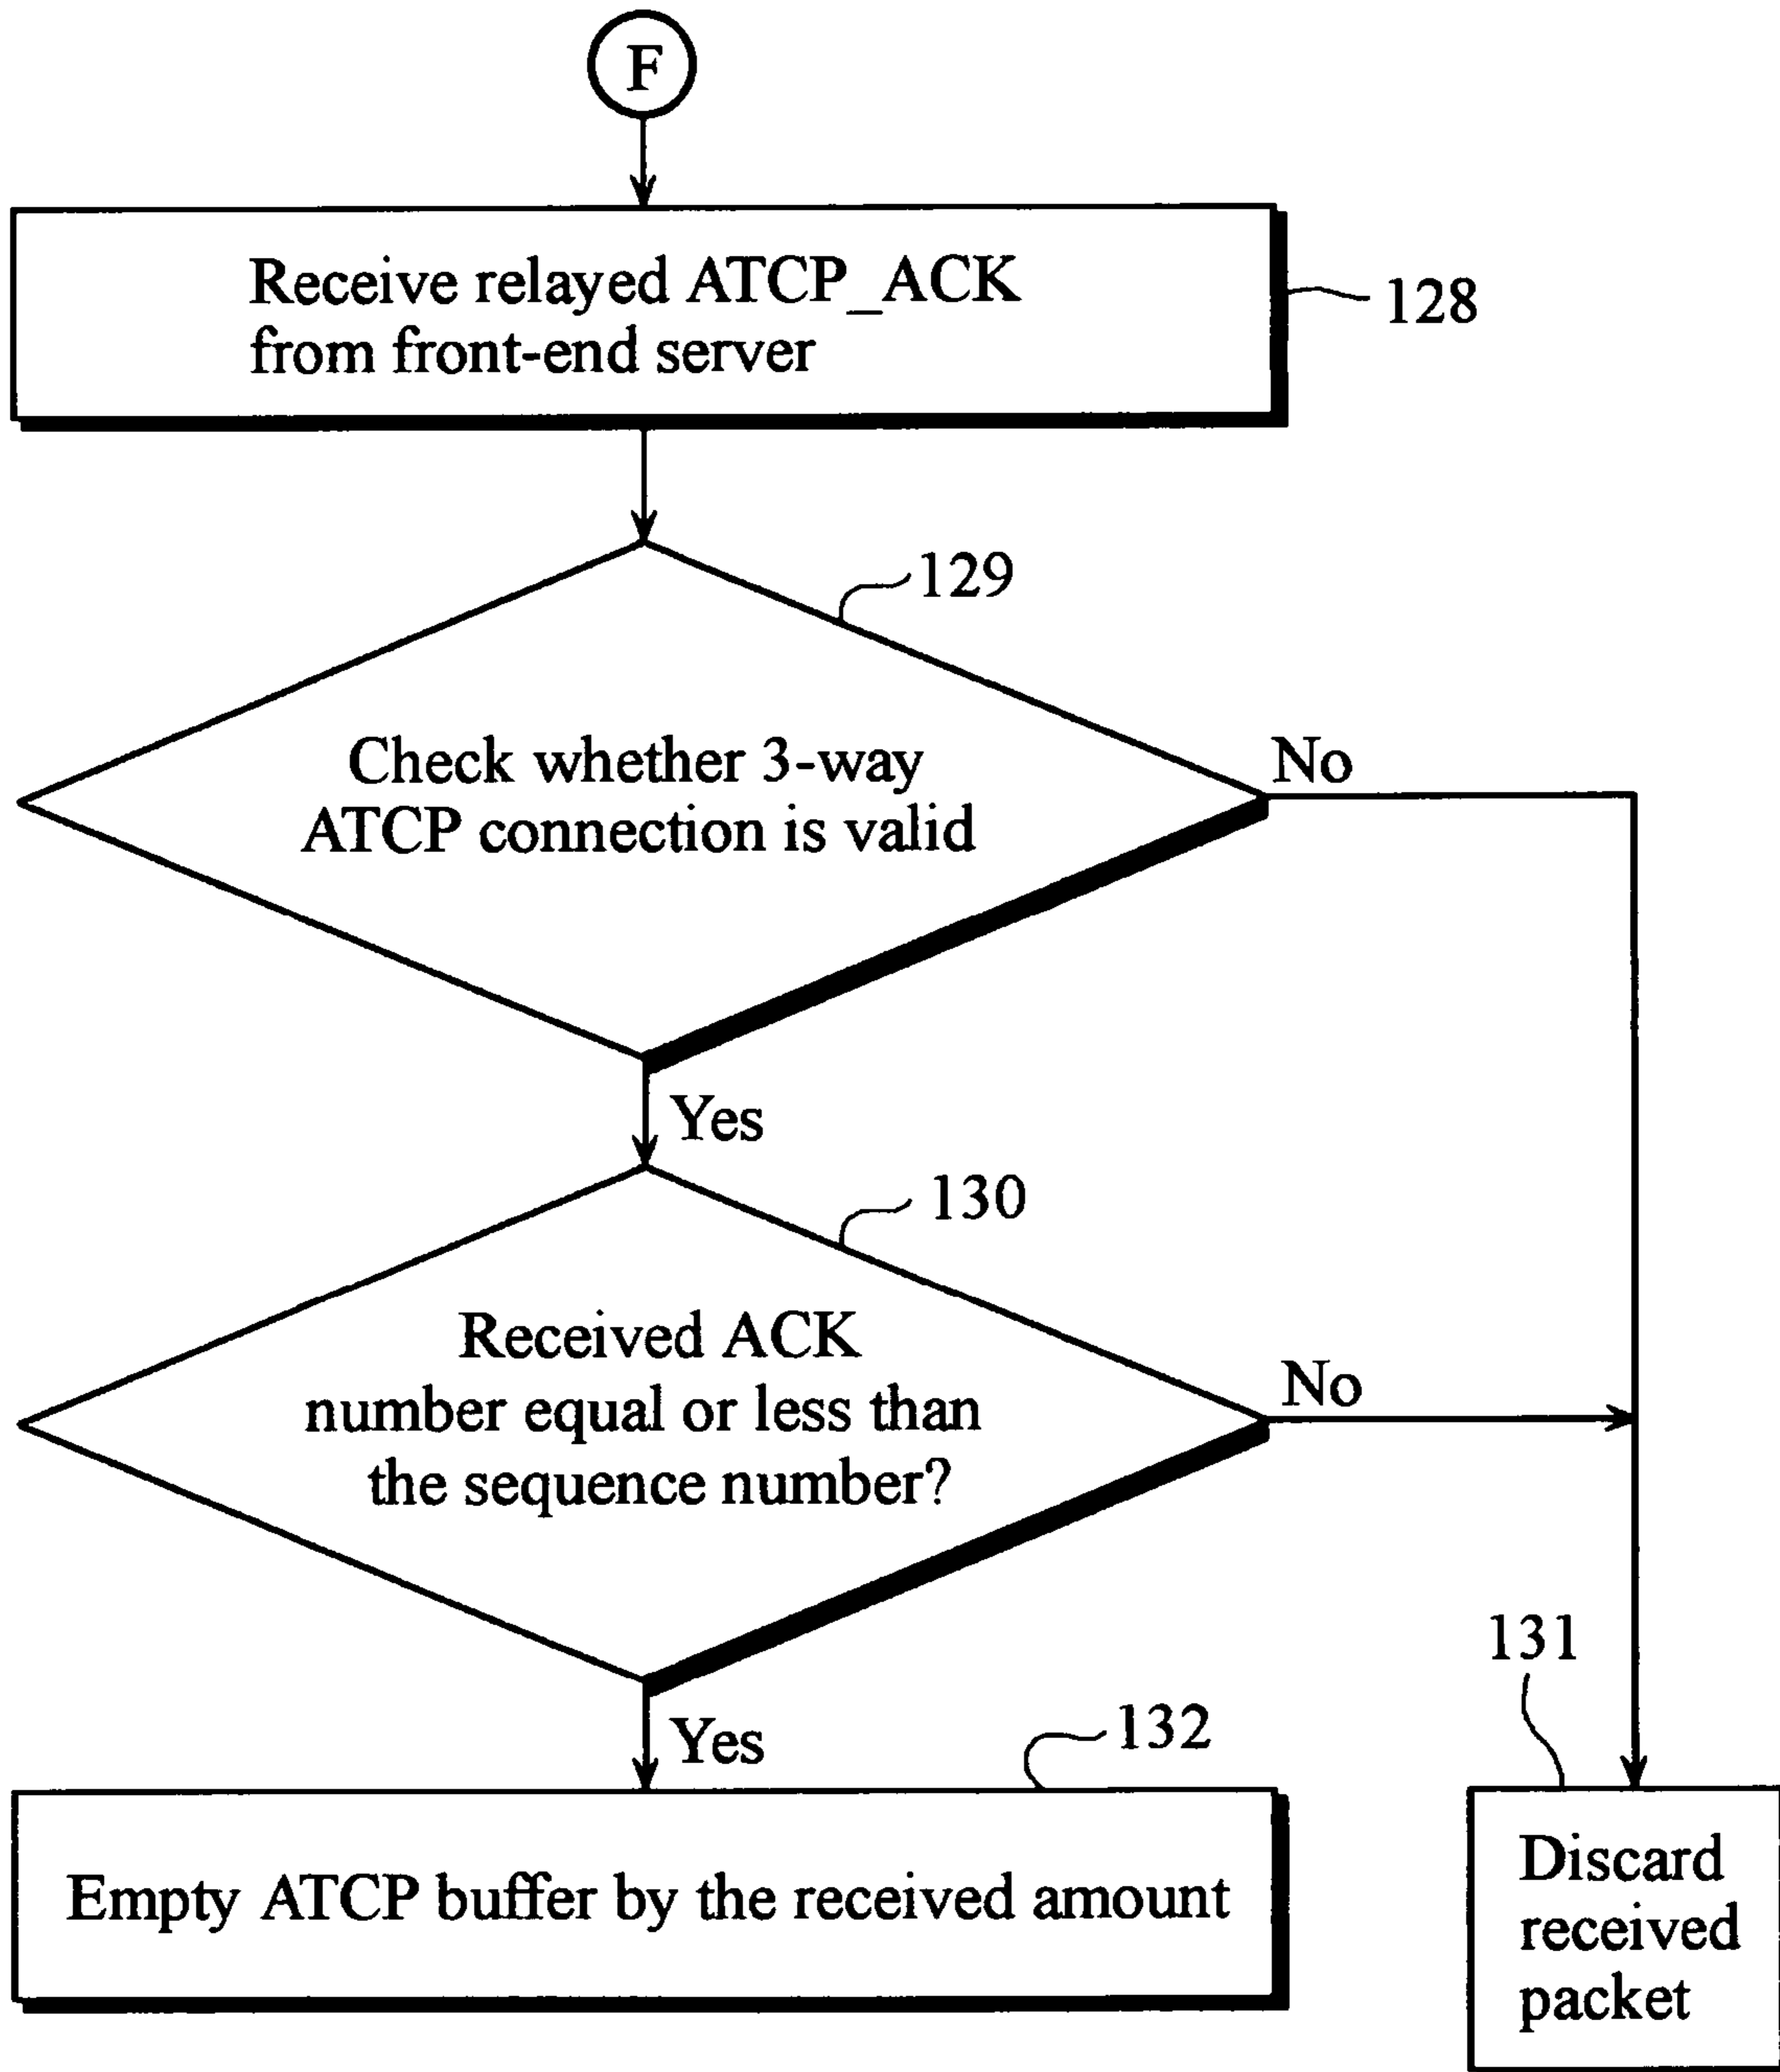 F
Receive relayed ATCP_ACK
from front-end server
128
129
Check whether 3-way
ATCP connection is valid
No
Yes
130
Received ACK
number equal or less than
the sequence number?
No
Yes
132
Empty ATCP buffer by the received amount
131
Discard
received
packet